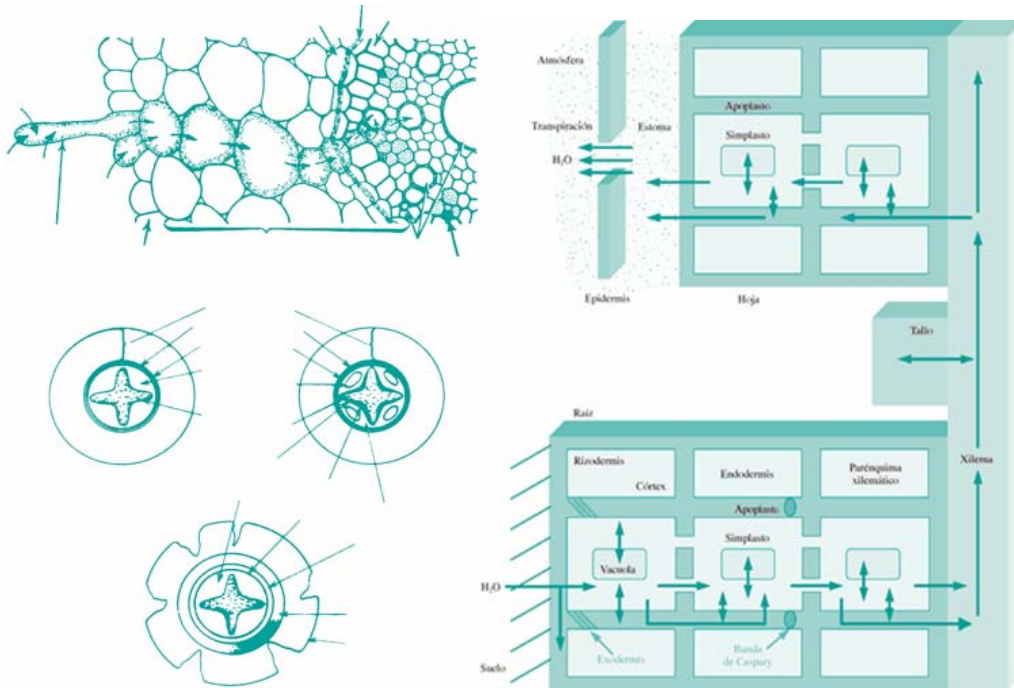 Atmósfera
Apoplasto
Transpiración
Estoma
Simplasto
H₂O
Epidermis
Hoja
Tallo
Raíz
Rizodermis
Córtex
Endodermis
Parénquima
xilemático
Xilema
Apoplasto
Simplasto
Vacuola
H₂O
Suelo
Exodermis
Banda
de Caspary